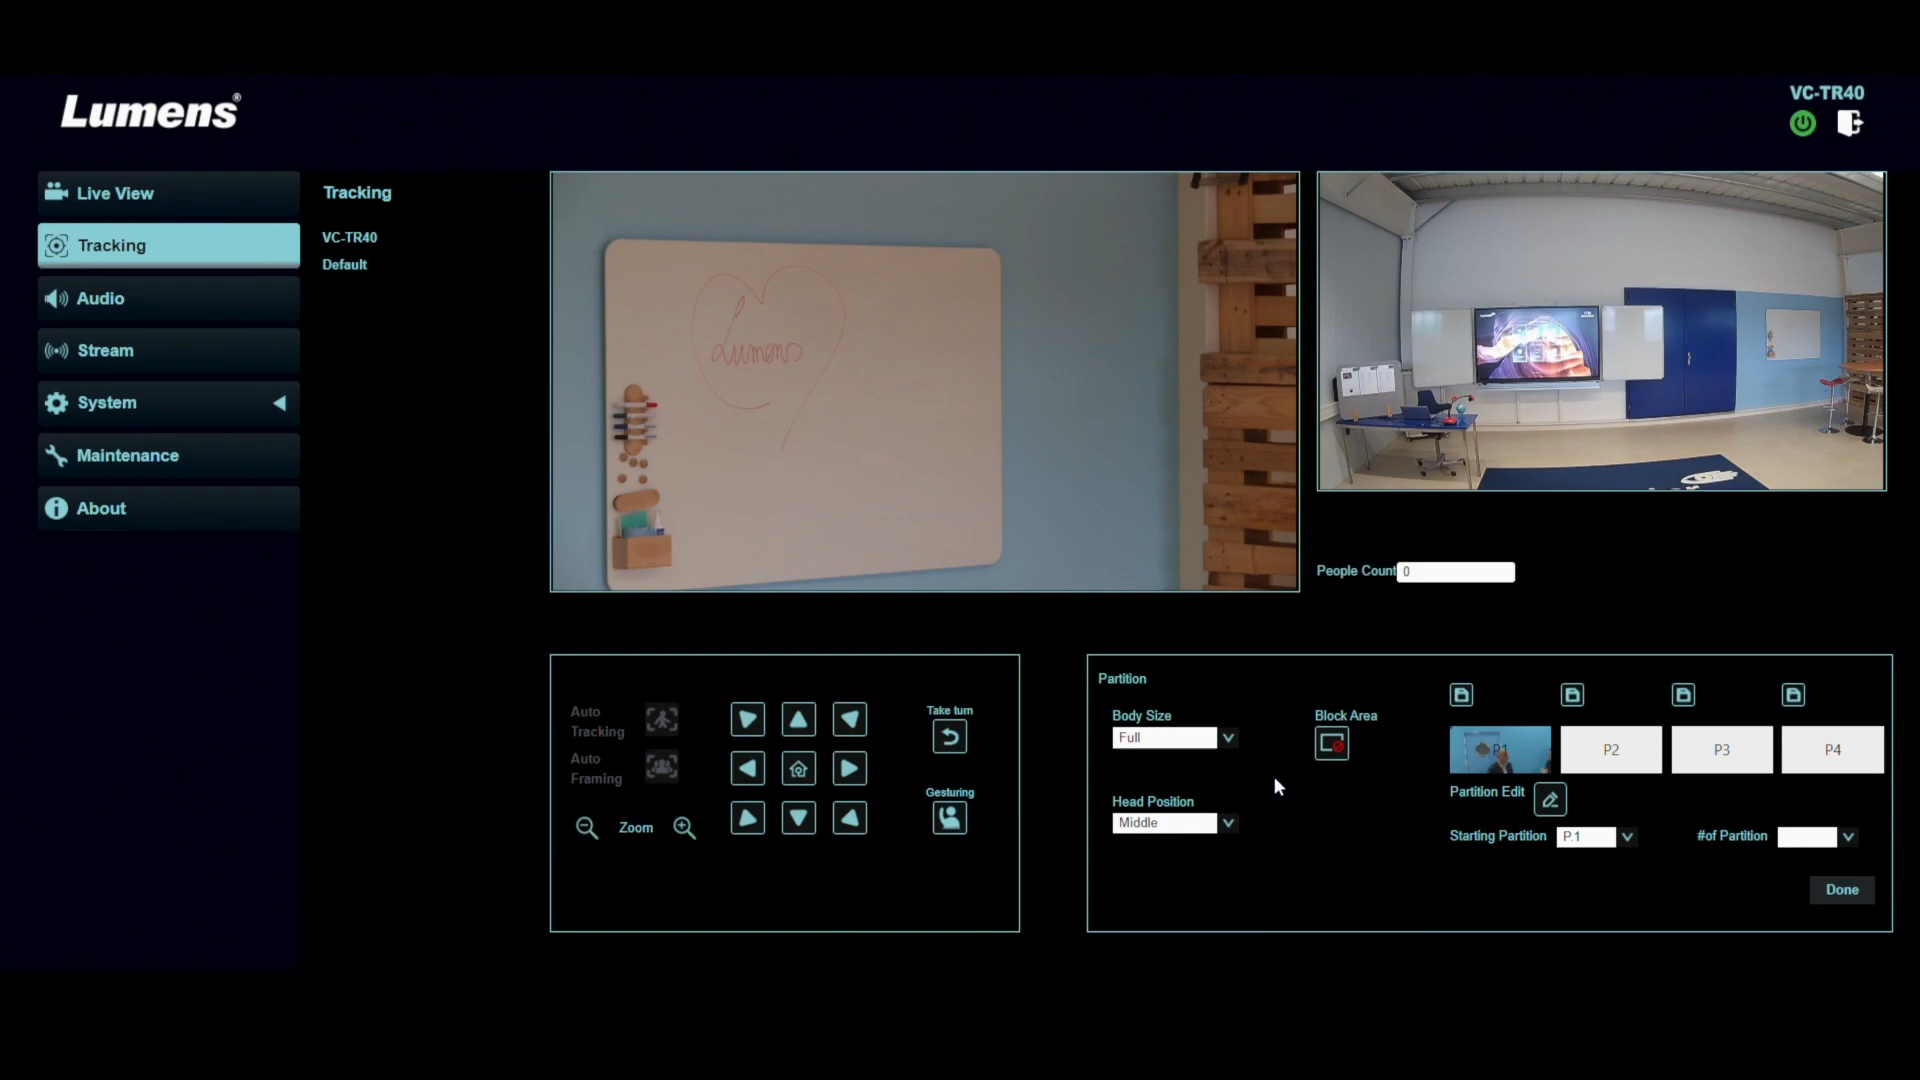 Lumens®
VC-TR40
Live View
Tracking
Audio
Stream
System
Maintenance
About
Tracking
VC-TR40
Default
Lumens
People Count 0
Auto
Tracking
Auto
Framing
Zoom
Take turn
Gesturing
Partition
Body Size
Full
Block Area
Head Position
Middle
P1
P2
P3
P4
Partition Edit
Starting Partition P.1
#of Partition
Done